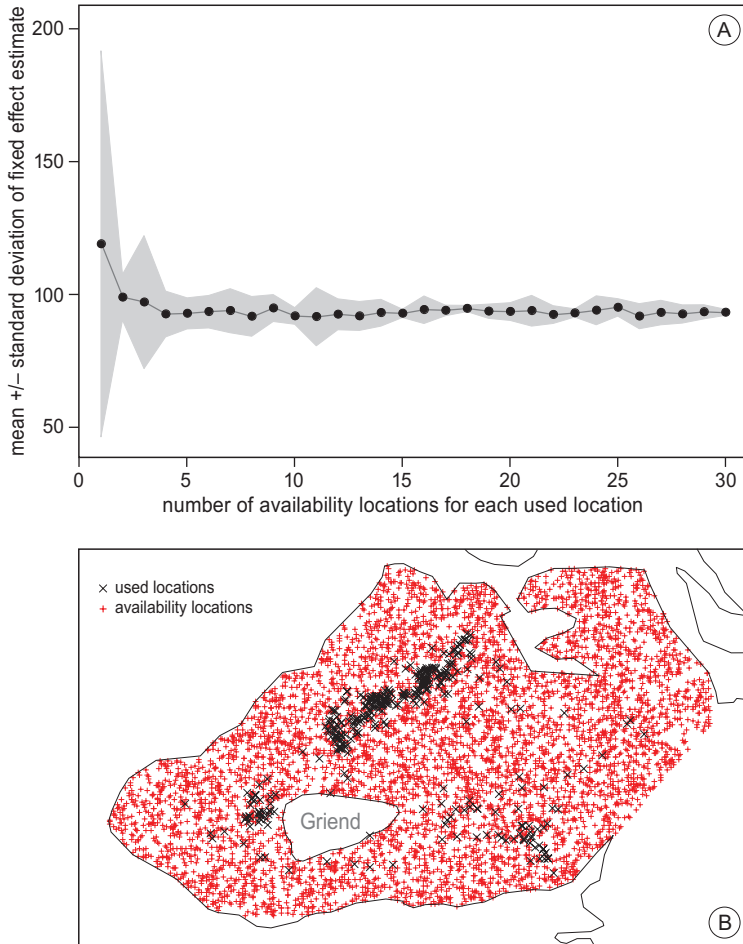 A
mean +/– standard deviation of fixed effect estimate
200
150
100
50
0 5 10 15 20 25 30
number of availability locations for each used location
× used locations
+ availability locations
Griend
B